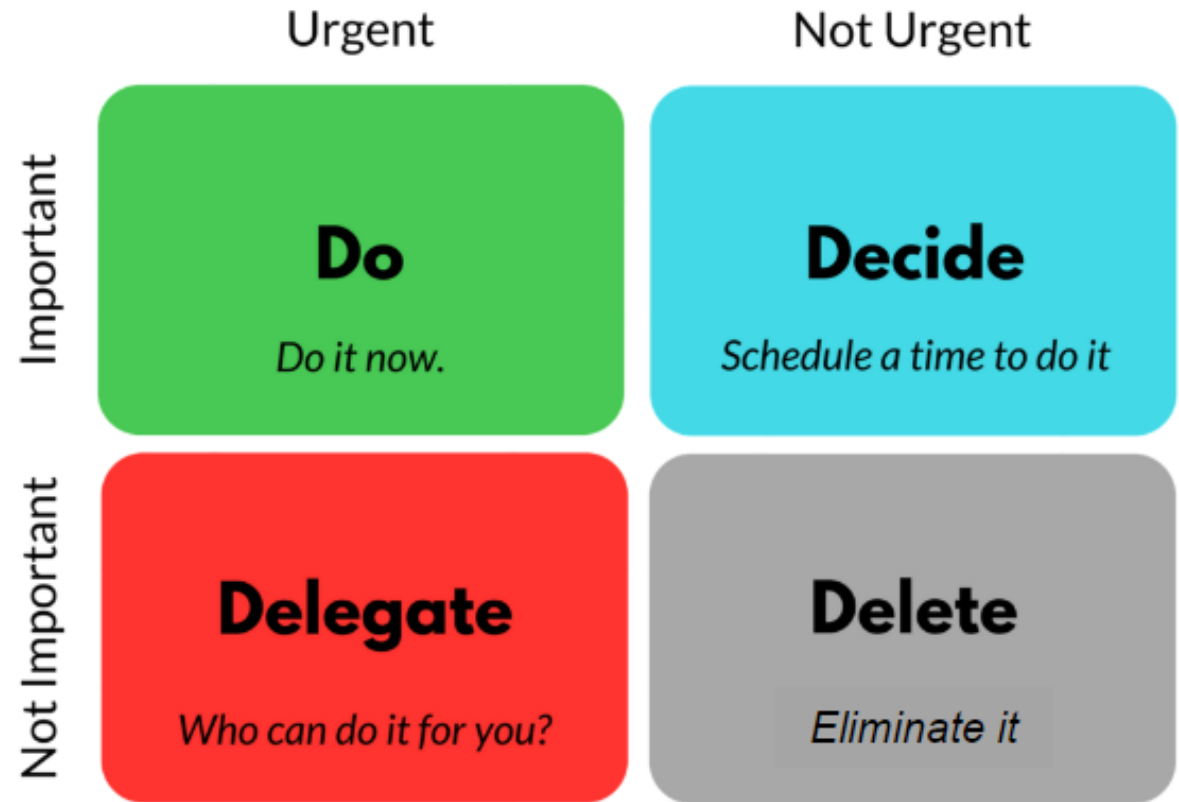 Urgent
Not Urgent
Important
Do
Do it now.
Decide
Schedule a time to do it
Not Important
Delegate
Who can do it for you?
Delete
Eliminate it